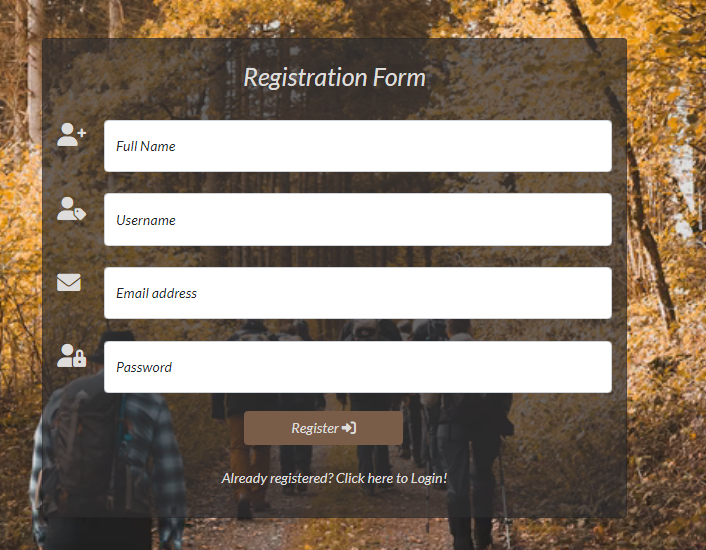 Registration Form
Full Name
Username
Email address
Password
Register
Already registered? Click here to Login!